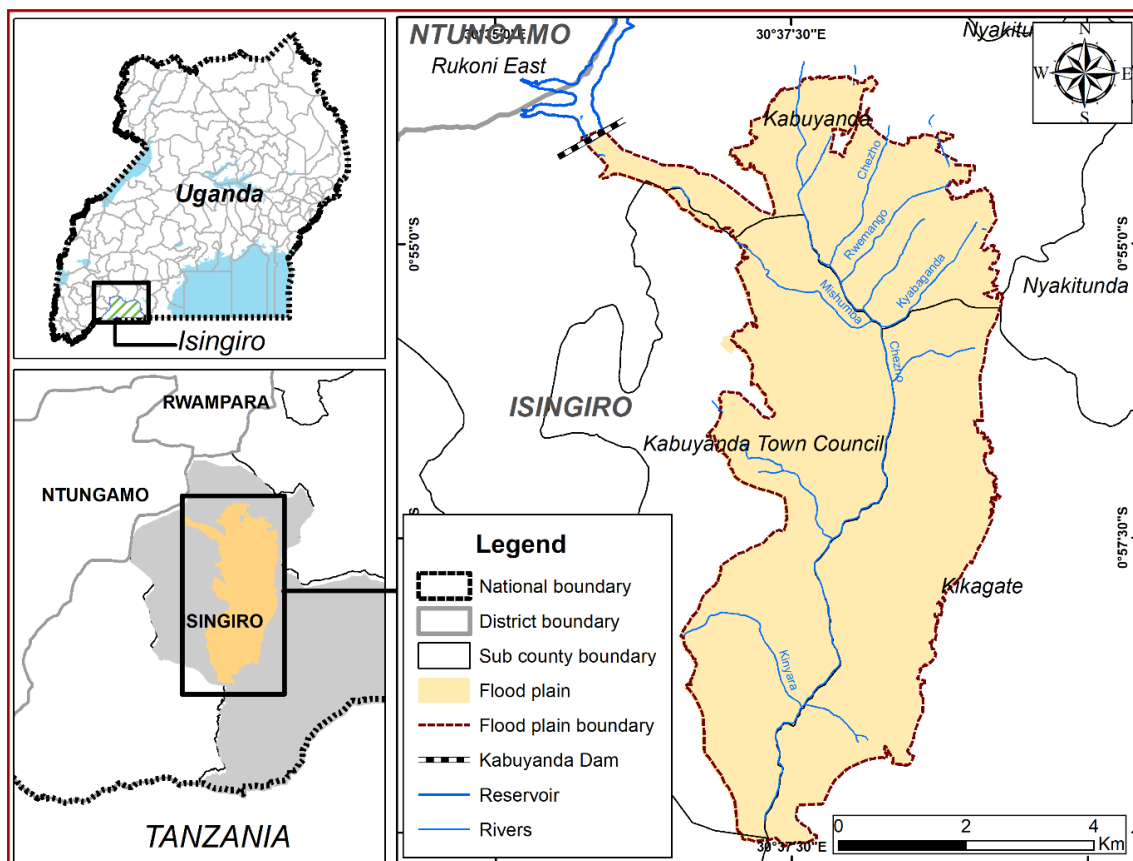 Uganda
Isingiro
RWAMPARA
NTUNGAMO
SINGIRO
TANZANIA
30°37'30"E
NTUNGAMO
Rukoni East
N
W
E
S
Kabuyanda
Chezho
0°55'0"S
0°55'0"S
Rwemango
Kyabaganda
Mishumba
Nyakitunda
Chezho
ISINGIRO
Kabuyanda Town Council
0°57'30"S
Kikagate
Kinyara
Legend
National boundary
District boundary
Sub county boundary
Flood plain
Flood plain boundary
Kabuyanda Dam
Reservoir
Rivers
30°37'30"E
0 2 4
Km